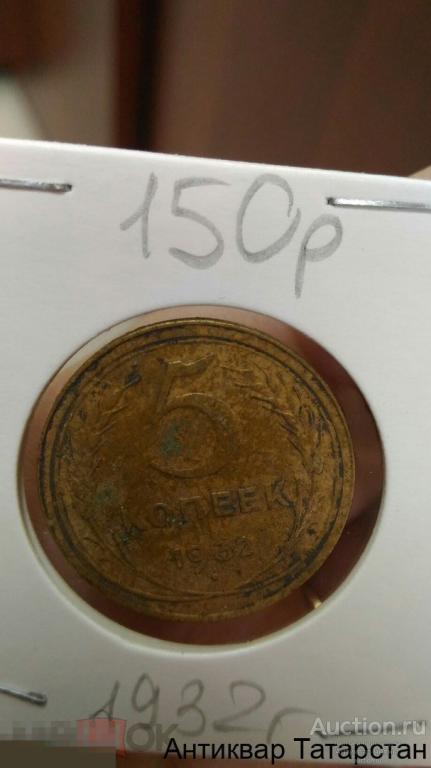 150р
5
КОПЕЕК
1932
1932г
Auction.ru
Антиквар Татарстан